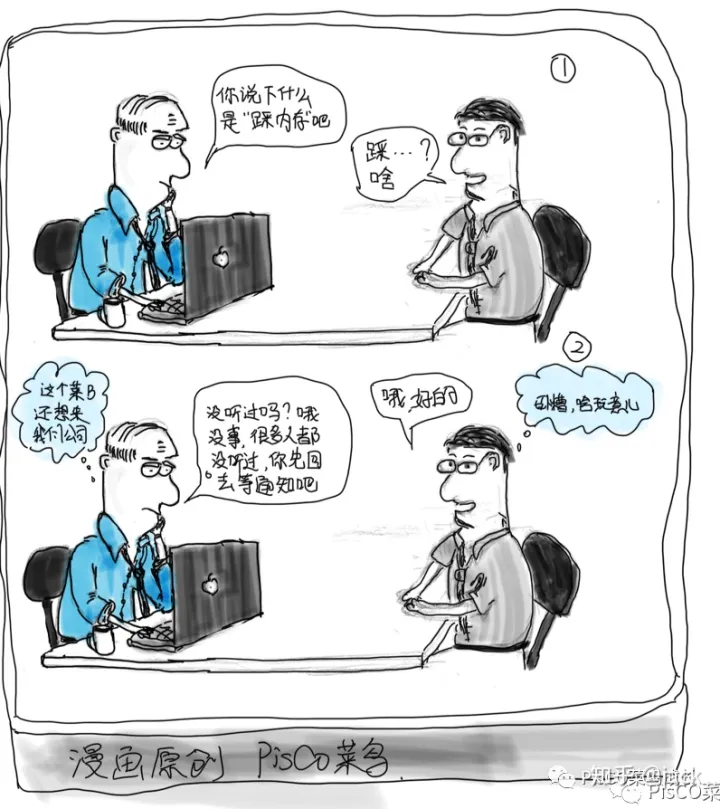 ①
你说下什么
是“踩内存”吧
踩…?
啥
②
这个菜B
还想来
我们公司
没听过吗?哦
没事,很多人都
没听过,你先回
去等通知吧
哦,好的
卧槽,啥玩意儿
漫画原创 PisCO菜鸟
知乎 @jack
PisCO菜